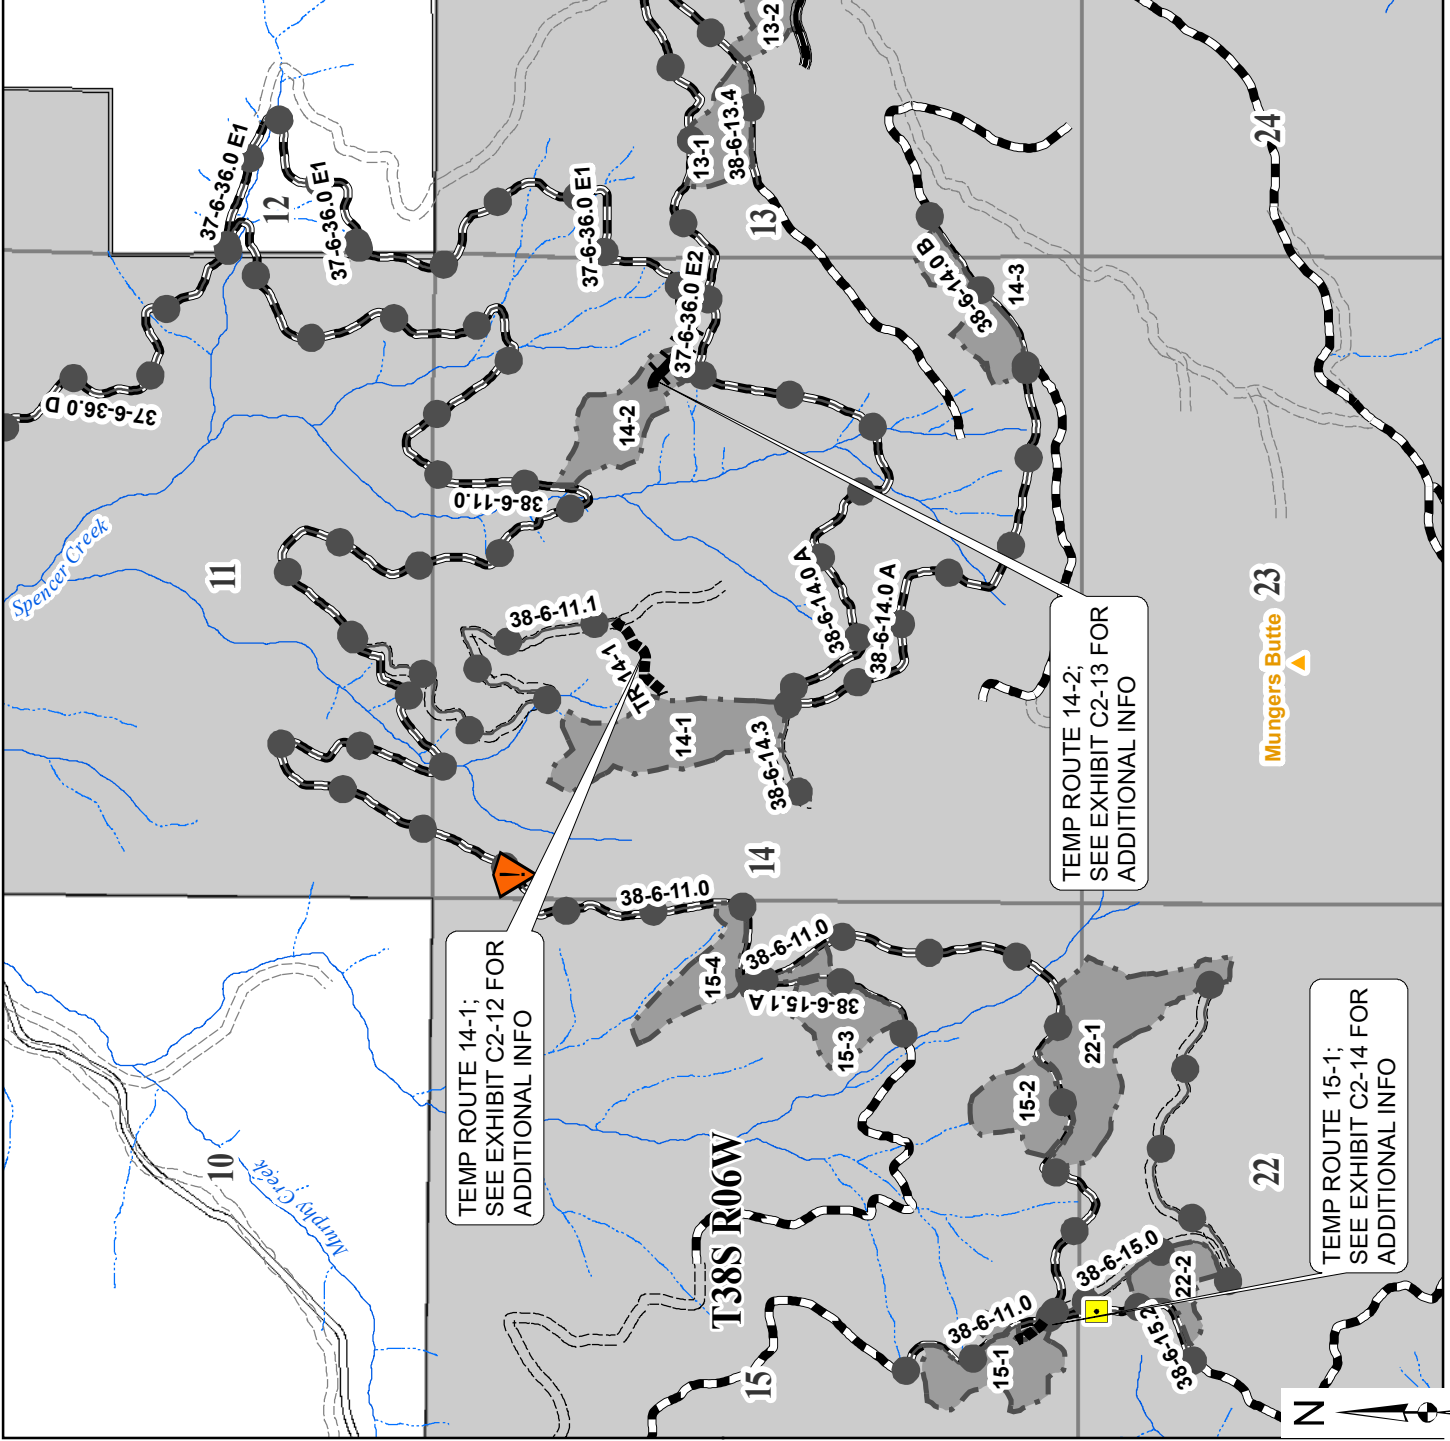 37-6-36.0 E1
12
37-6-36.0 E1
37-6-36.0 D
37-6-36.0 E1
37-6-36.0 E2
13-2
13-1
38-6-13.4
13
24
38-6-14.0 B
14-3
14-2
38-6-11.0
Spencer Creek
11
38-6-11.1
TR 14-1
38-6-14.0 A
38-6-14.0 A
14-1
38-6-14.3
23
Mungers Butte
TEMP ROUTE 14-2;
SEE EXHIBIT C2-13 FOR
ADDITIONAL INFO
14
!
38-6-11.0
15-4
38-6-11.0
38-6-15.1 A
15-3
TEMP ROUTE 14-1;
SEE EXHIBIT C2-12 FOR
ADDITIONAL INFO
10
Murphy Creek
T38S R06W
15-2
22-1
22
TEMP ROUTE 15-1;
SEE EXHIBIT C2-14 FOR
ADDITIONAL INFO
15
38-6-11.0
15-1
38-6-15.0
22-2
38-6-15.2
N